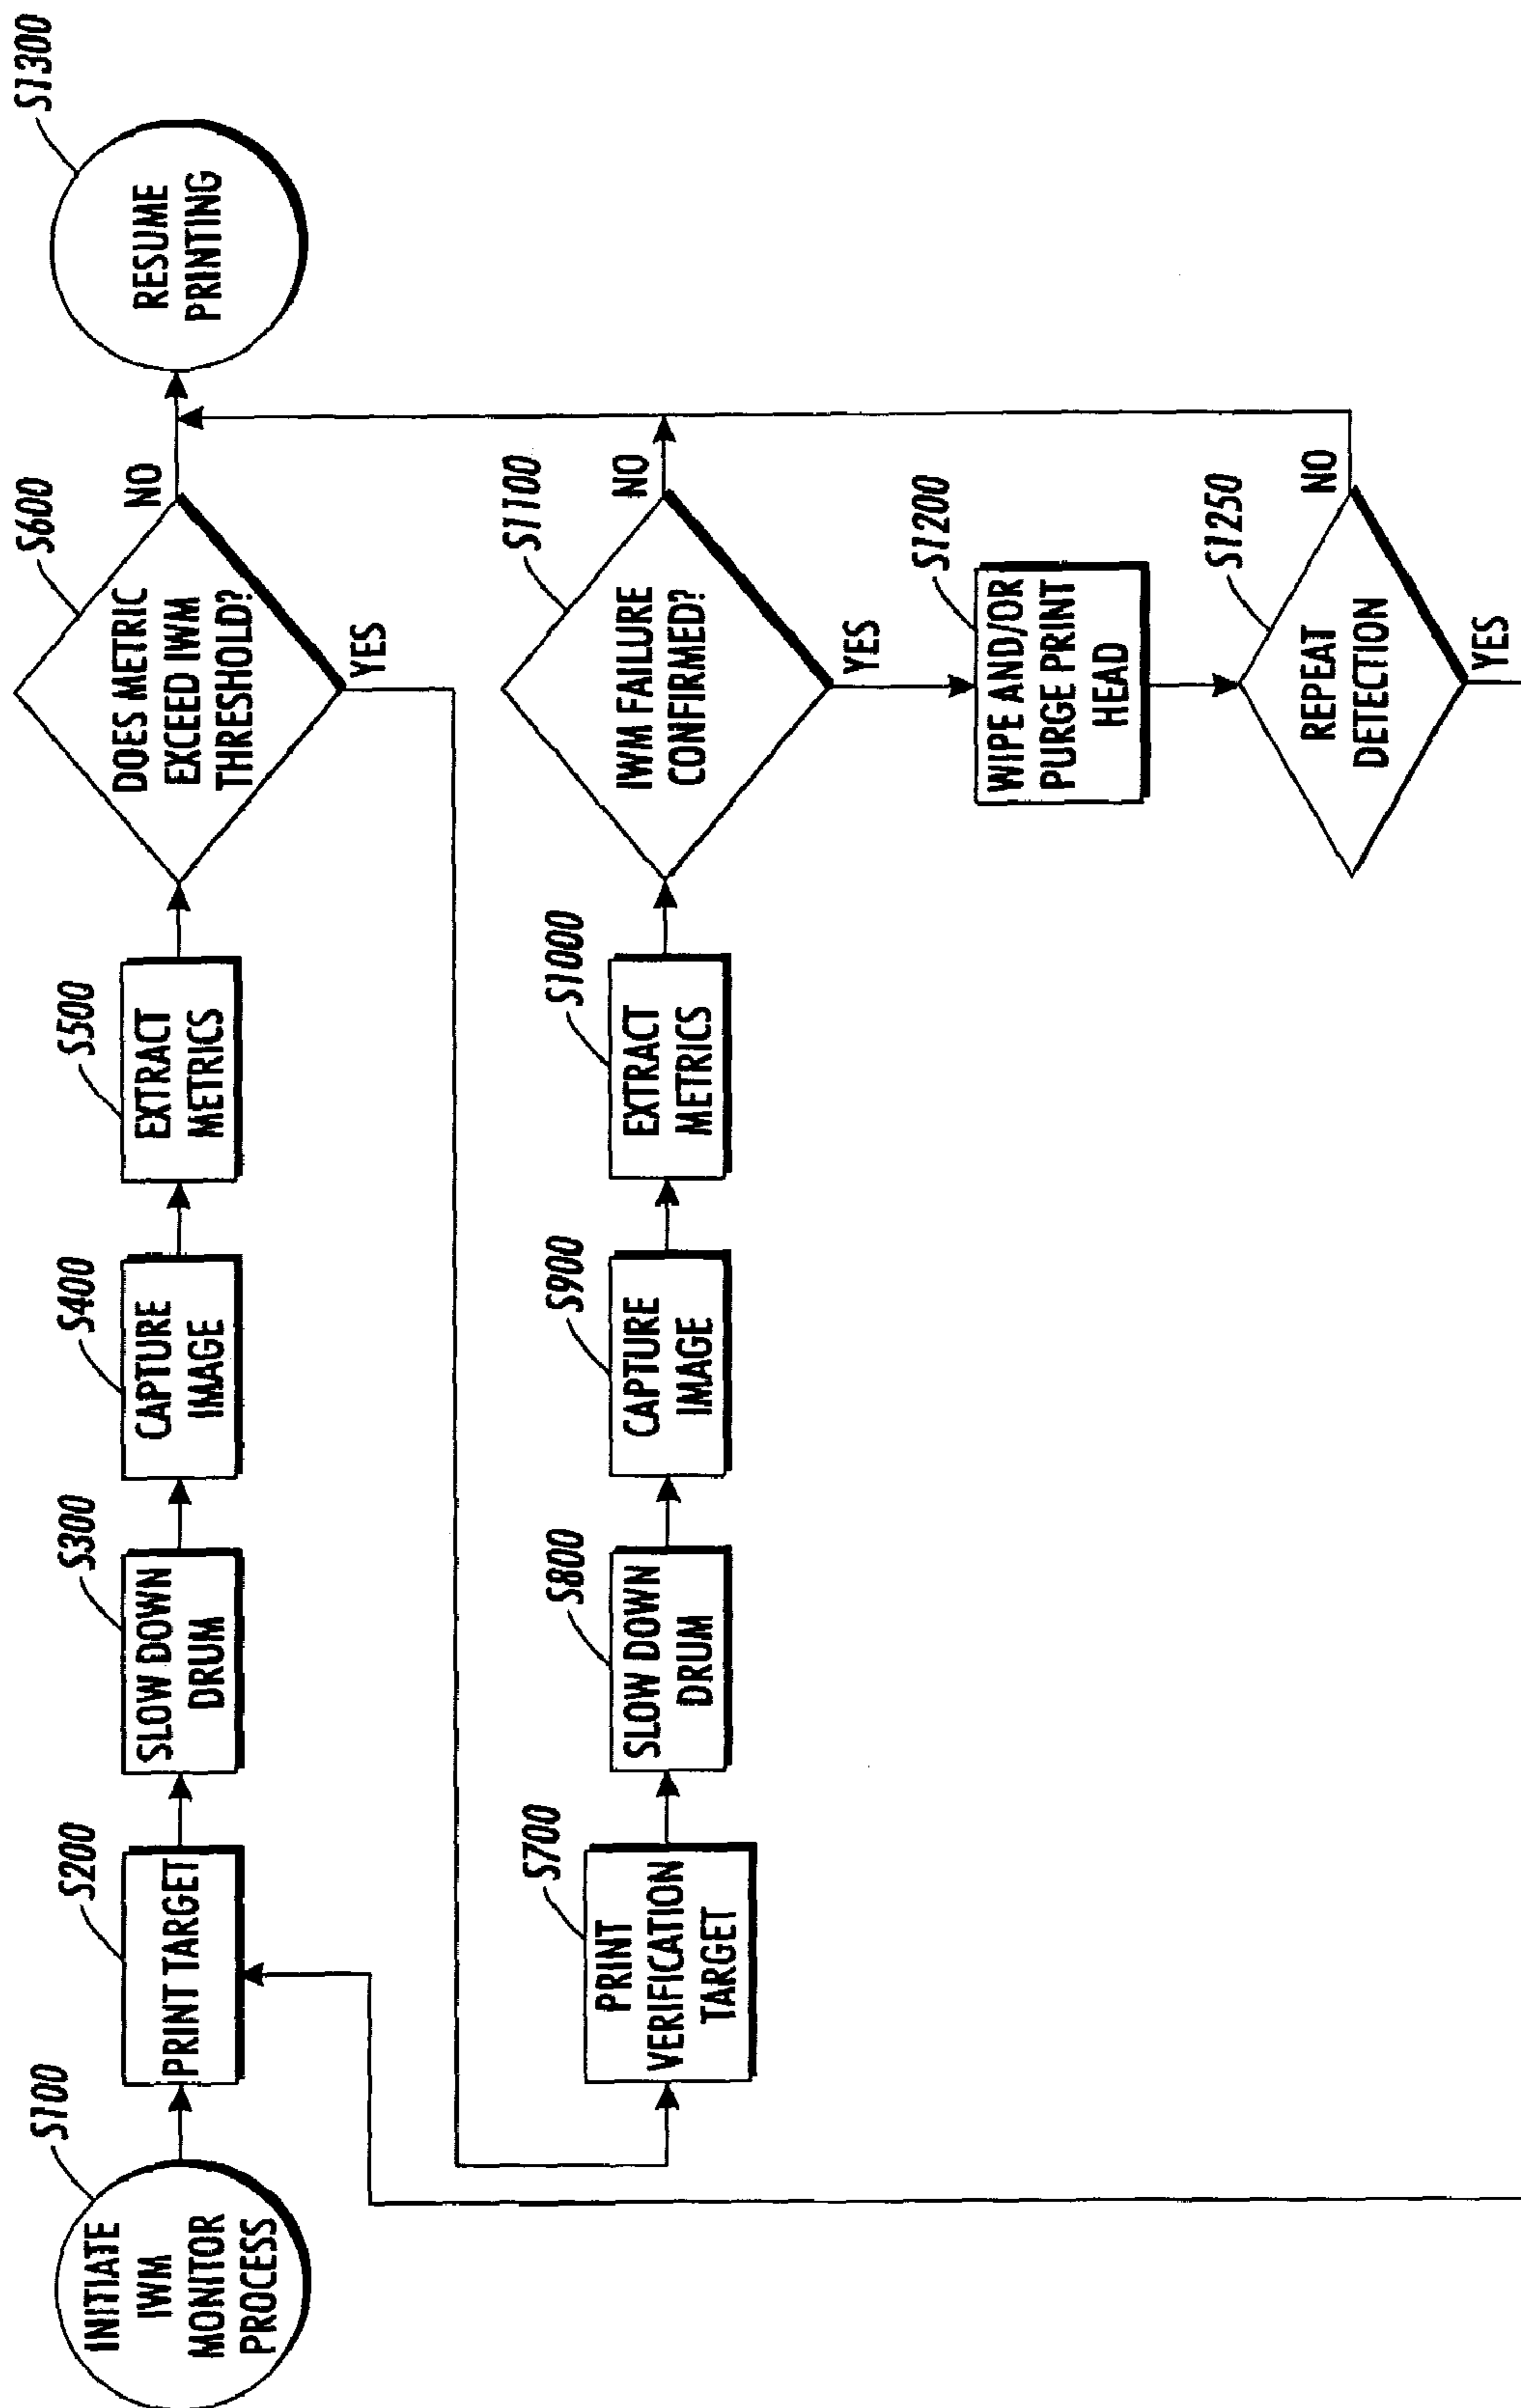 S100
INITIATE
IWM
MONITOR
PROCESS
S200
PRINT TARGET
S300
SLOW DOWN
DRUM
S400
CAPTURE
IMAGE
S500
EXTRACT
METRICS
S600
DOES METRIC
EXCEED IWM
THRESHOLD?
NO
YES
S1300
RESUME
PRINTING
S700
PRINT
VERIFICATION
TARGET
S800
SLOW DOWN
DRUM
S900
CAPTURE
IMAGE
S1000
EXTRACT
METRICS
S1100
IWM FAILURE
CONFIRMED?
NO
YES
S1200
WIPE AND/OR
PURGE PRINT
HEAD
S1250
REPEAT
DETECTION
NO
YES